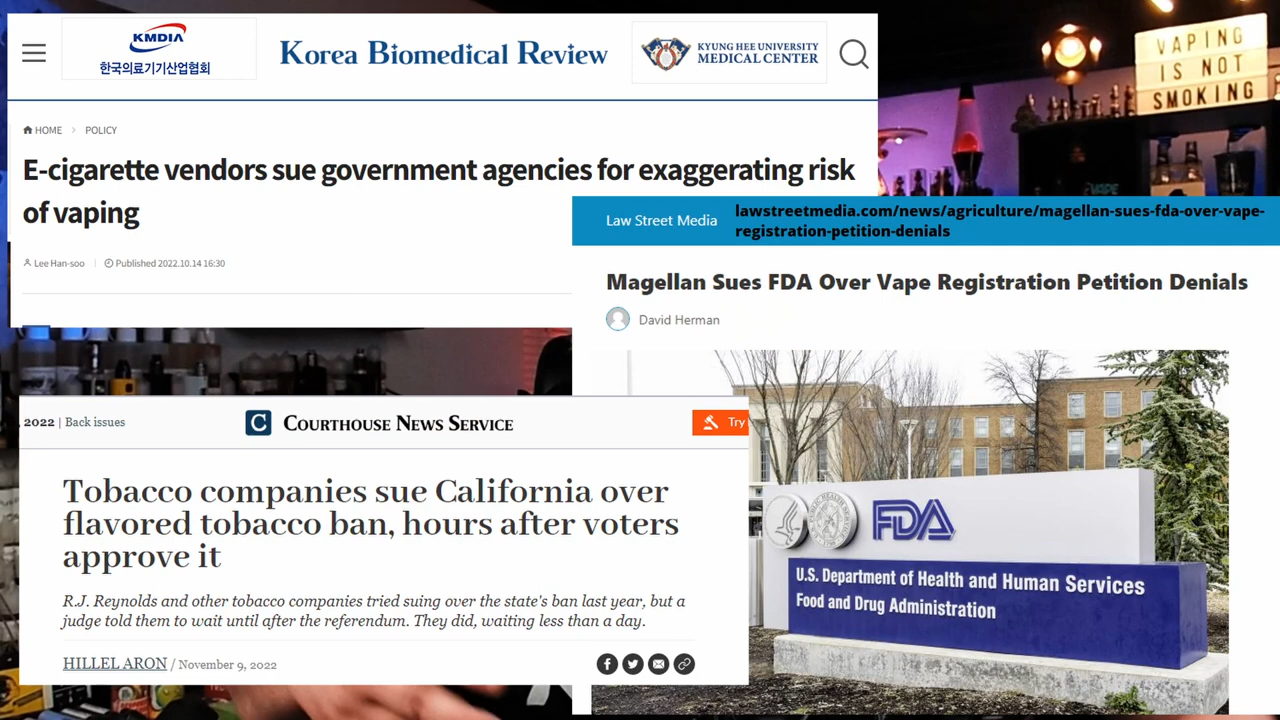 KMDIA
한국의료기기산업협회
Korea Biomedical Review
KYUNG HEE UNIVERSITY
MEDICAL CENTER
HOME > POLICY
E-cigarette vendors sue government agencies for exaggerating risk
of vaping
Lee Han-soo | Published 2022.10.14 16:30
VAPING
IS NOT
SMOKING
VAPE
Law Street Media
lawstreetmedia.com/news/agriculture/magellan-sues-fda-over-vape-
registration-petition-denials
Magellan Sues FDA Over Vape Registration Petition Denials
David Herman
FDA
U.S. Department of Health and Human Services
Food and Drug Administration
2022 | Back issues
C
COURTHOUSE NEWS SERVICE
Try
Tobacco companies sue California over
flavored tobacco ban, hours after voters
approve it
R.J. Reynolds and other tobacco companies tried suing over the state's ban last year, but a
judge told them to wait until after the referendum. They did, waiting less than a day.
HILLEL ARON / November 9, 2022